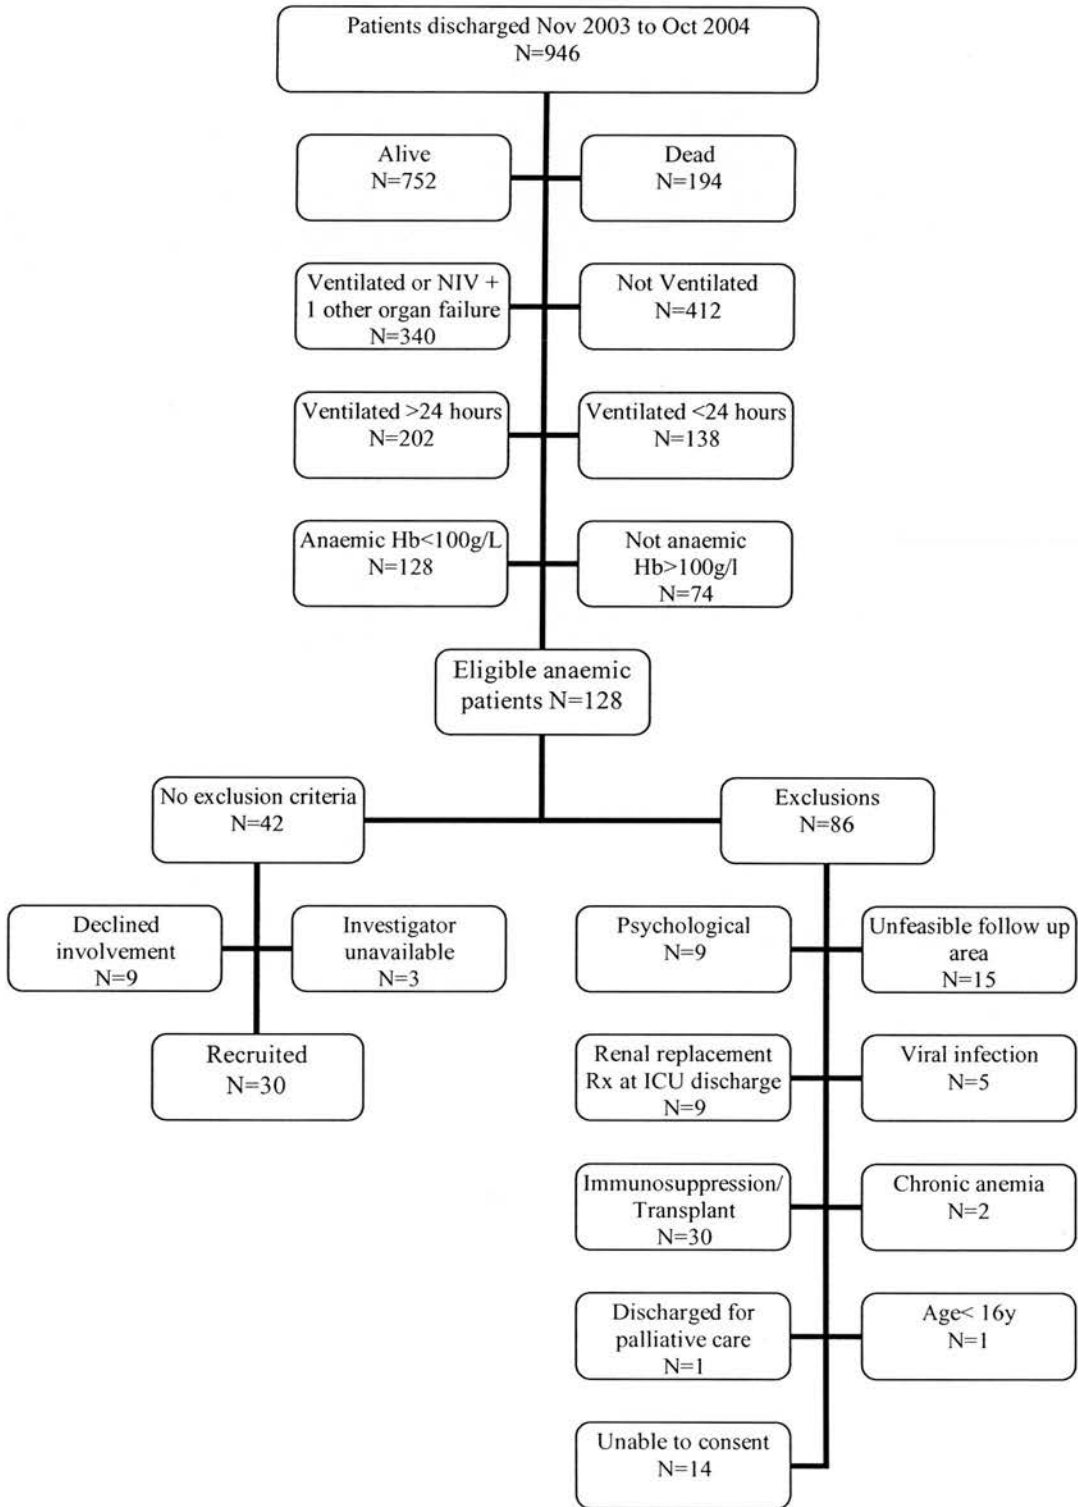 Patients discharged Nov 2003 to Oct 2004
N=946
Alive
N=752
Dead
N=194
Ventilated or NIV +
1 other organ failure
N=340
Not Ventilated
N=412
Ventilated >24 hours
N=202
Ventilated <24 hours
N=138
Anaemic Hb<100g/L
N=128
Not anaemic
Hb>100g/l
N=74
Eligible anaemic
patients N=128
No exclusion criteria
N=42
Exclusions
N=86
Declined
involvement
N=9
Investigator
unavailable
N=3
Recruited
N=30
Psychological
N=9
Unfeasible follow up
area
N=15
Renal replacement
Rx at ICU discharge
N=9
Viral infection
N=5
Immunosuppression/
Transplant
N=30
Chronic anemia
N=2
Discharged for
palliative care
N=1
Age< 16y
N=1
Unable to consent
N=14